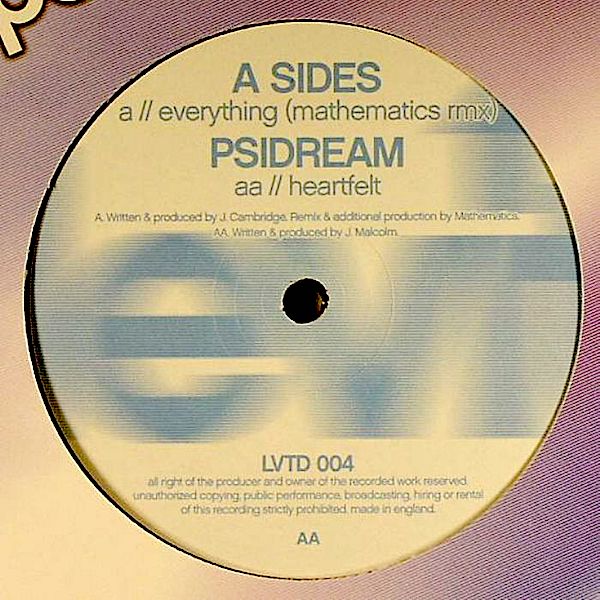 A SIDES
a // everything (mathematics rmx)
PSIDREAM
aa // heartfelt
A. Written & produced by J. Cambridge. Remix & additional production by Mathematics.
AA. Written & produced by J. Malcolm.
LVTD 004
all right of the producer and owner of the recorded work reserved.
unauthorized copying, public performance, broadcasting, hiring or rental
of this recording strictly prohibited. made in england.
AA